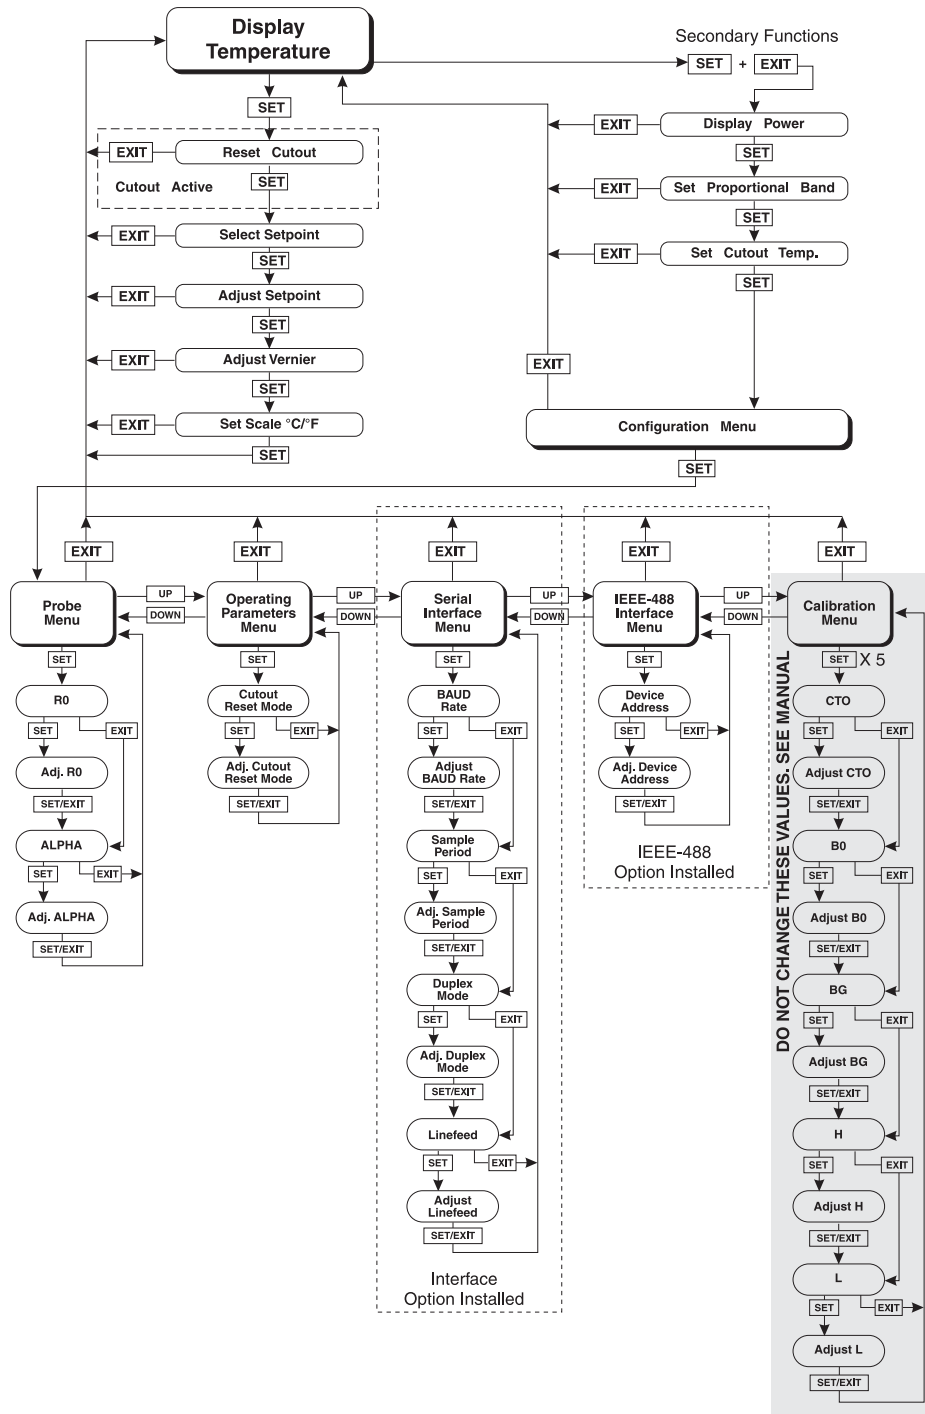 Display
Temperature
Secondary Functions
SET + EXIT
SET
EXIT Reset Cutout
Cutout Active SET
EXIT Select Setpoint
SET
EXIT Adjust Setpoint
SET
EXIT Adjust Vernier
SET
EXIT Set Scale °C/°F
SET
EXIT Display Power
SET
EXIT Set Proportional Band
SET
EXIT Set Cutout Temp.
SET
EXIT
Configuration Menu
SET
EXIT
Probe
Menu
UP
DOWN
SET
R0
SET EXIT
Adj. R0
SET/EXIT
ALPHA
SET EXIT
Adj. ALPHA
SET/EXIT
EXIT
Operating
Parameters
Menu
UP
DOWN
SET
Cutout
Reset Mode
SET EXIT
Adj. Cutout
Reset Mode
SET/EXIT
EXIT
Serial
Interface
Menu
UP
DOWN
SET
BAUD
Rate
SET EXIT
Adjust
BAUD Rate
SET/EXIT
Sample
Period
SET EXIT
Adj. Sample
Period
SET/EXIT
Duplex
Mode
SET EXIT
Adj. Duplex
Mode
SET/EXIT
Linefeed
SET EXIT
Adjust
Linefeed
SET/EXIT
Interface
Option Installed
EXIT
IEEE-488
Interface
Menu
UP
DOWN
SET
Device
Address
SET EXIT
Adj. Device
Address
SET/EXIT
IEEE-488
Option Installed
EXIT
Calibration
Menu
SET X 5
DO NOT CHANGE THESE VALUES. SEE MANUAL
CTO
SET EXIT
Adjust CTO
SET/EXIT
B0
SET EXIT
Adjust B0
SET/EXIT
BG
SET EXIT
Adjust BG
SET/EXIT
H
SET EXIT
Adjust H
SET/EXIT
L
SET EXIT
Adjust L
SET/EXIT